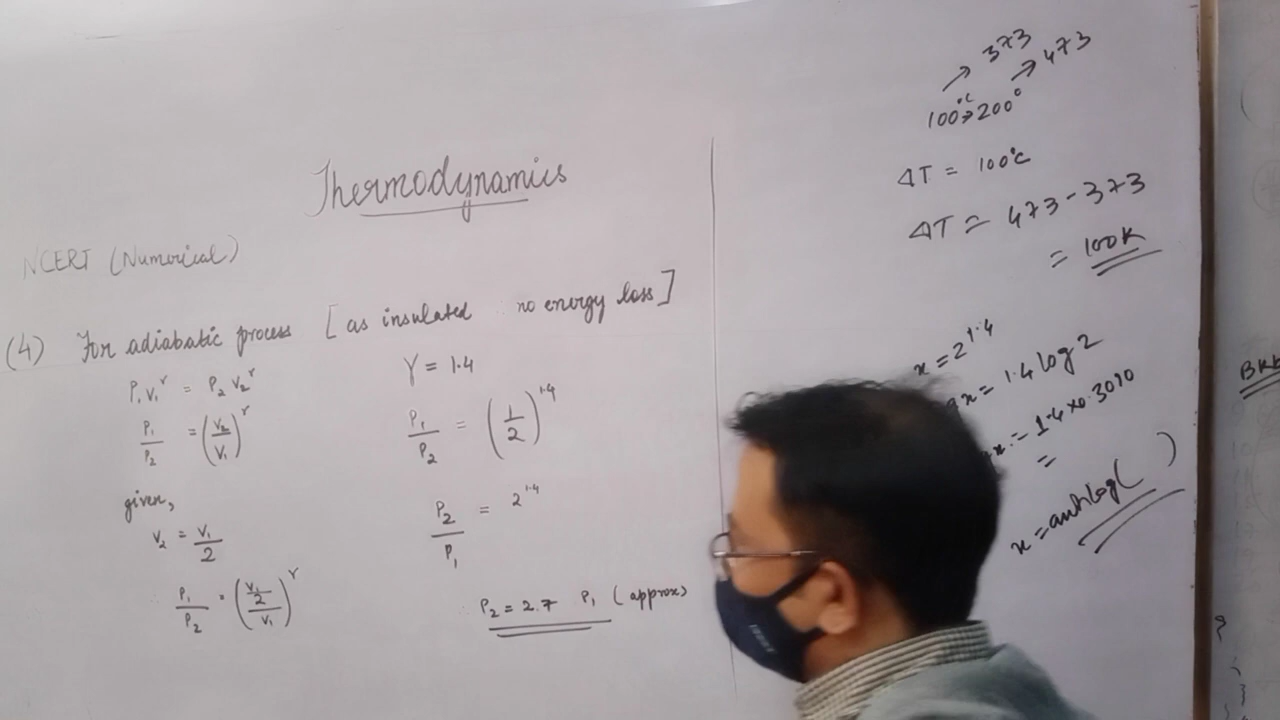 Thermodynamics
NCERT (Numerical)
(4) For adiabatic process [as insulated ∴ no energy loss]
P₁V₁^γ = P₂V₂^γ
P₁/P₂ = (V₂/V₁)^γ
given,
V₂ = V₁/2
∴ P₁/P₂ = ((V₁/2)/V₁)^γ
γ = 1.4
P₁/P₂ = (1/2)^1.4
P₂/P₁ = 2^1.4
∴ P₂ = 2.7 P₁ (approx)
→ 373
→ 473
100°C → 200°
ΔT = 100°C
ΔT = 473 - 373
= 100K
x = 2^1.4
x = 1.4 log 2
x = 1.4 × 0.3010
=
x = antilog( )